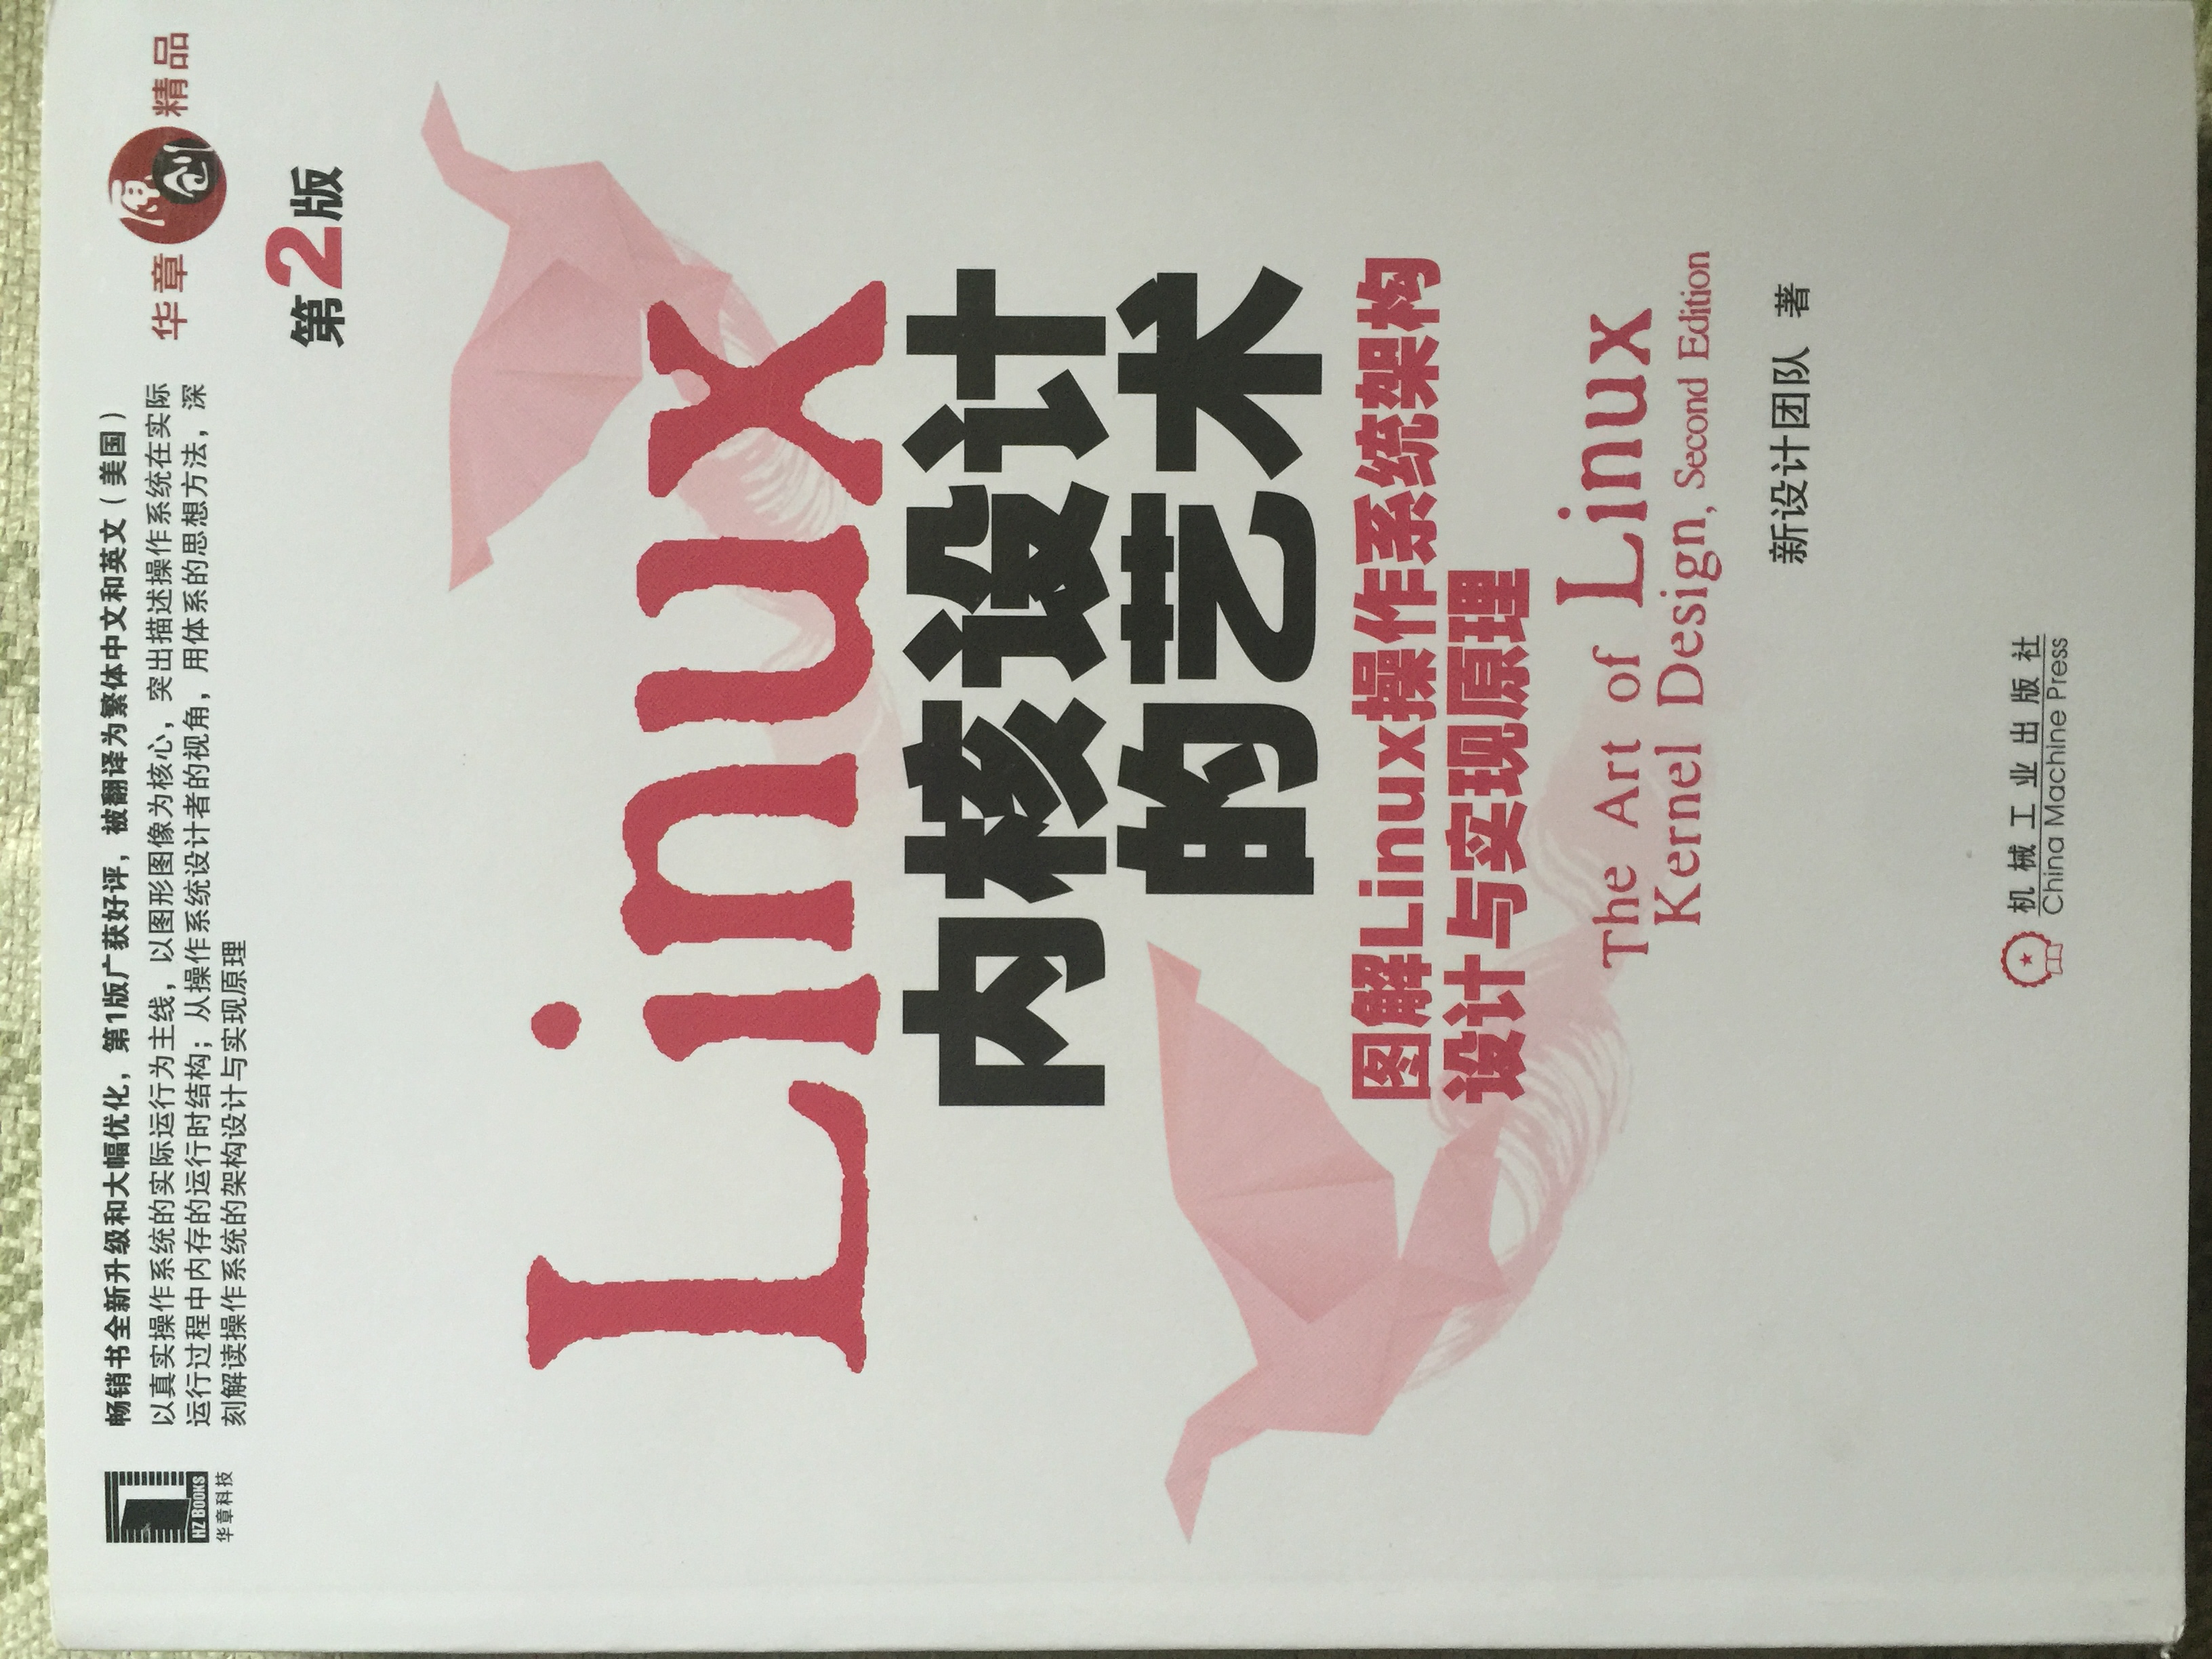 畅销书全新升级和大幅优化，第1版广获好评，被翻译为繁体中文和英文（美国）
以真实操作系统的实际运行为主线，以图形图像为核心，突出描述操作系统在实际
运行过程中内存的运行时结构；从操作系统设计者的视角，用体系的思想方法，深
刻解读操作系统的架构设计与实现原理
HZ BOOKS
华章科技
华章 原创 精品
第2版
Linux
内核设计
的艺术
图解Linux操作系统架构
设计与实现原理
The Art of Linux
Kernel Design, Second Edition
新设计团队 著
机械工业出版社
China Machine Press